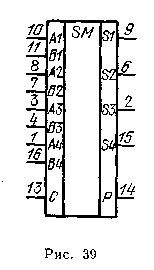 10 A1 SM S1 9
11 B1
8 A2 S2 6
7 B2
3 A3 S3 2
4 B3
1 A4 S4 15
16 B4
13 C P 14
Рис. 39